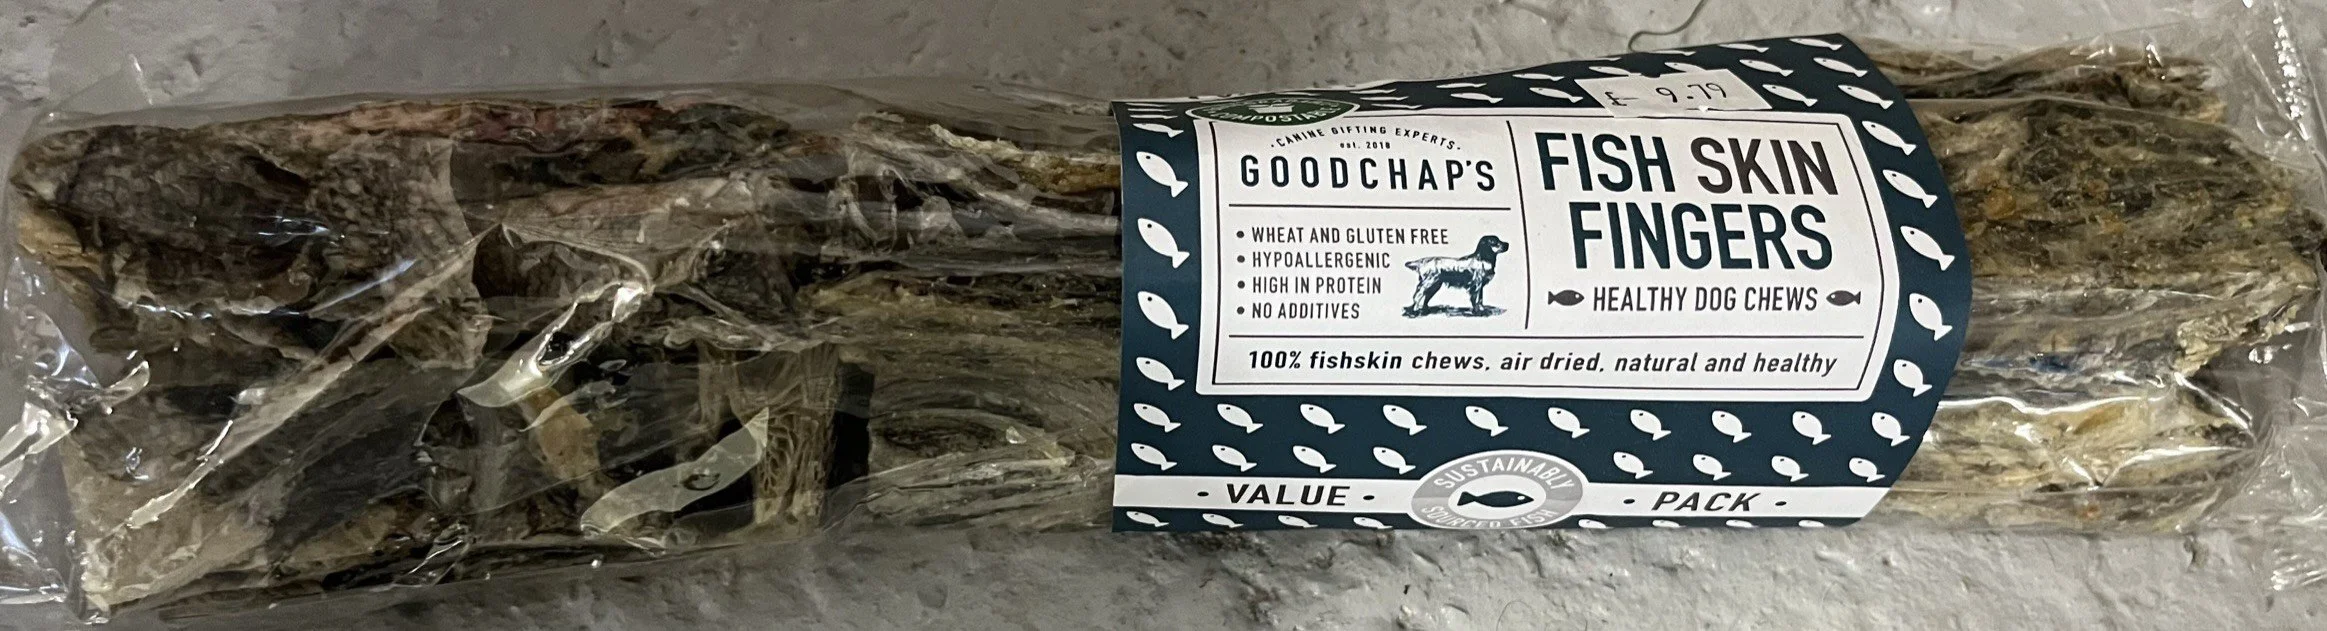 COMPOSTABLE
£ 9.79
• CANINE GIFTING EXPERTS •
est. 2018
GOODCHAP'S
• WHEAT AND GLUTEN FREE
• HYPOALLERGENIC
• HIGH IN PROTEIN
• NO ADDITIVES
FISH SKIN
FINGERS
HEALTHY DOG CHEWS
100% fishskin chews, air dried, natural and healthy
• VALUE •
SUSTAINABLY
SOURCED FISH
• PACK •